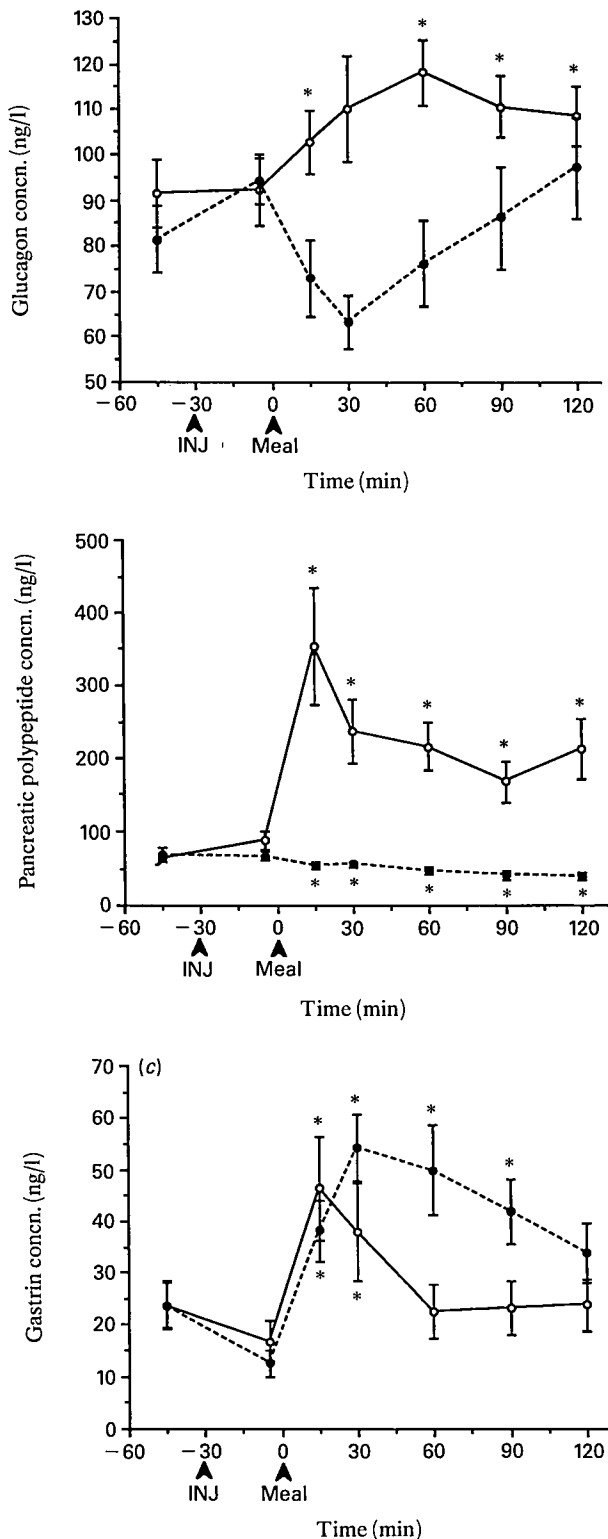 130
120
110
100
90
80
70
60
50
Glucagon concn. (ng/l)
* * * *
−60 −30 0 30 60 90 120
INJ Meal
Time (min)
500
400
300
200
100
0
Pancreatic polypeptide concn. (ng/l)
* * * * *
* * * * *
−60 −30 0 30 60 90 120
INJ Meal
Time (min)
(c)
70
60
50
40
30
20
10
0
Gastrin concn. (ng/l)
* * * *
* *
−60 −30 0 30 60 90 120
INJ Meal
Time (min)